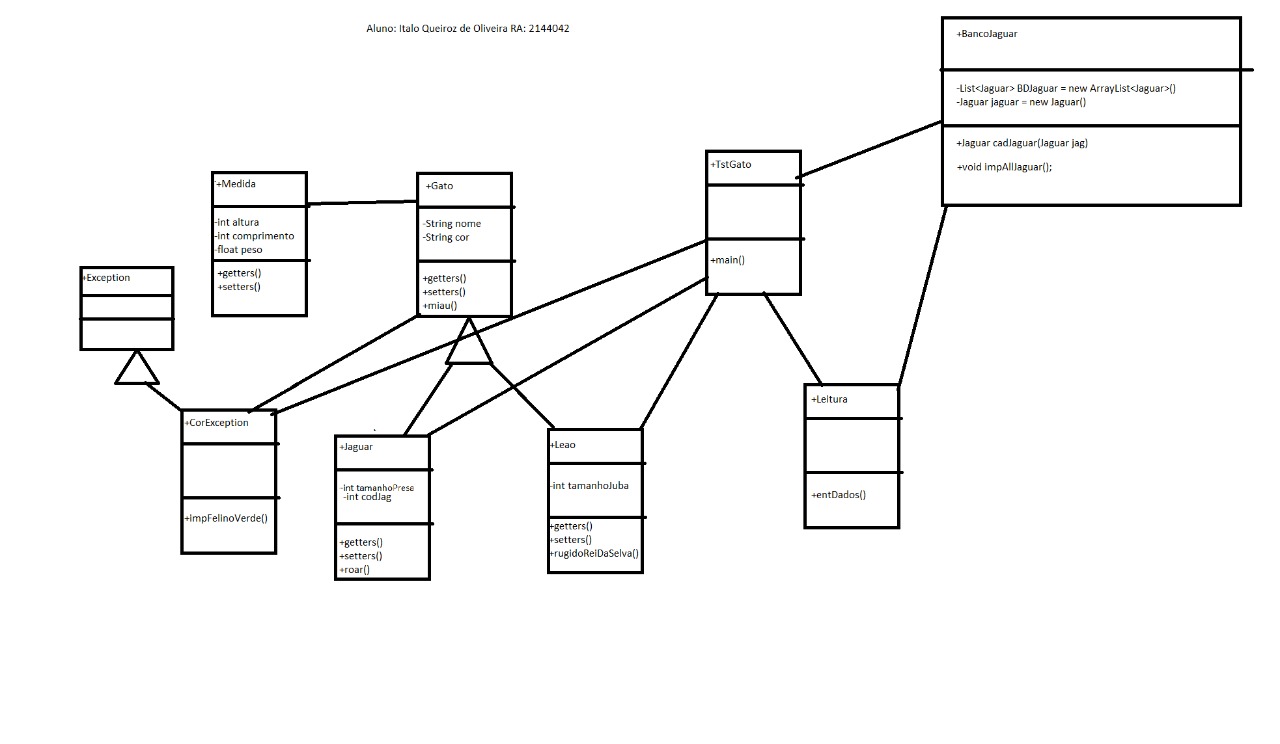 Aluno: Italo Queiroz de Oliveira RA: 2144042
+BancoJaguar
-List<Jaguar> BDJaguar = new ArrayList<Jaguar>()
-Jaguar jaguar = new Jaguar()
+Jaguar cadJaguar(Jaguar jag)
+void impAllJaguar();
+TstGato
+main()
+Medida
-int altura
-int comprimento
-float peso
+getters()
+setters()
+Gato
-String nome
-String cor
+getters()
+setters()
+miau()
+Exception
+CorException
+impFelinoVerde()
+Jaguar
-int tamanhoPresa
-int codJag
+getters()
+setters()
+roar()
+Leao
-int tamanhoJuba
+getters()
+setters()
+rugidoReiDaSelva()
+Leitura
+entDados()